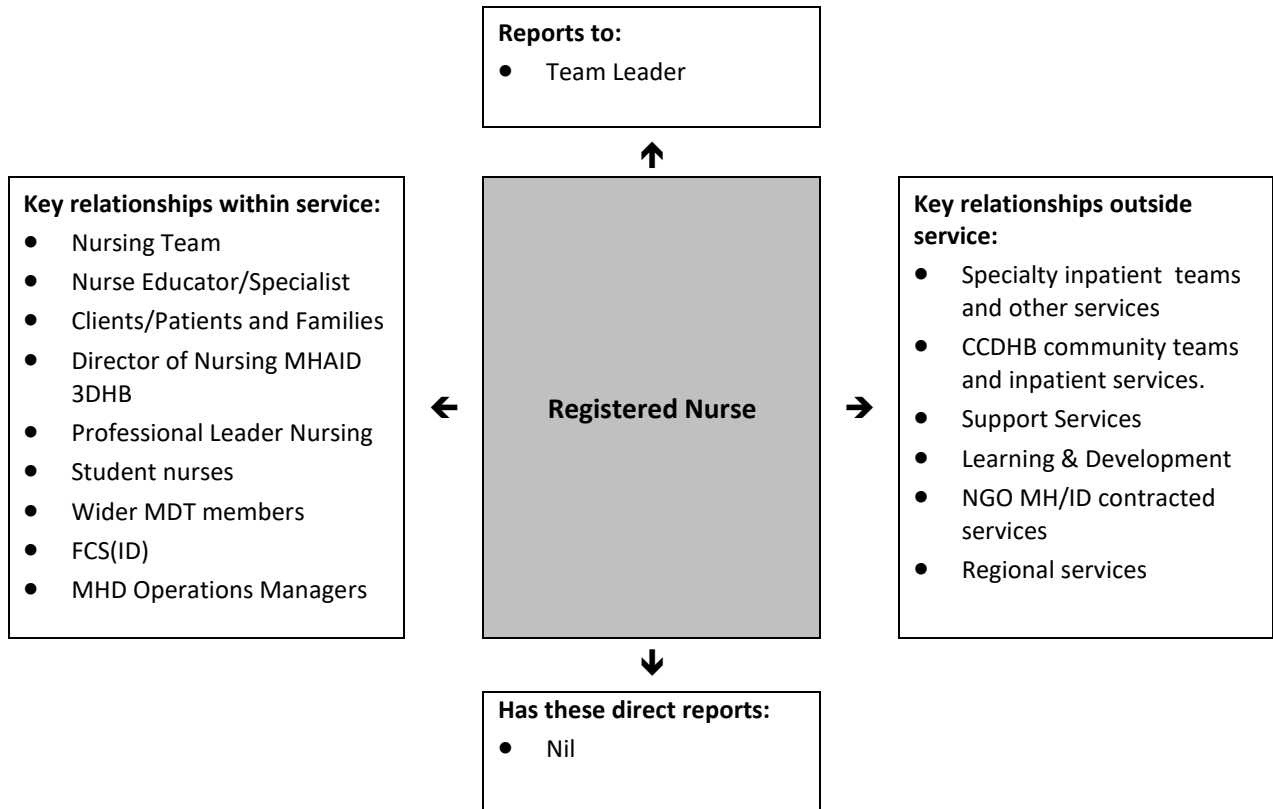 Reports to:
● Team Leader
🡹
Key relationships within service:
● Nursing Team
● Nurse Educator/Specialist
● Clients/Patients and Families
● Director of Nursing MHAID
3DHB
● Professional Leader Nursing
● Student nurses
● Wider MDT members
● FCS(ID)
● MHD Operations Managers
🡸
Registered Nurse
🡺
Key relationships outside
service:
● Specialty inpatient teams
and other services
● CCDHB community teams
and inpatient services.
● Support Services
● Learning & Development
● NGO MH/ID contracted
services
● Regional services
🡻
Has these direct reports:
● Nil